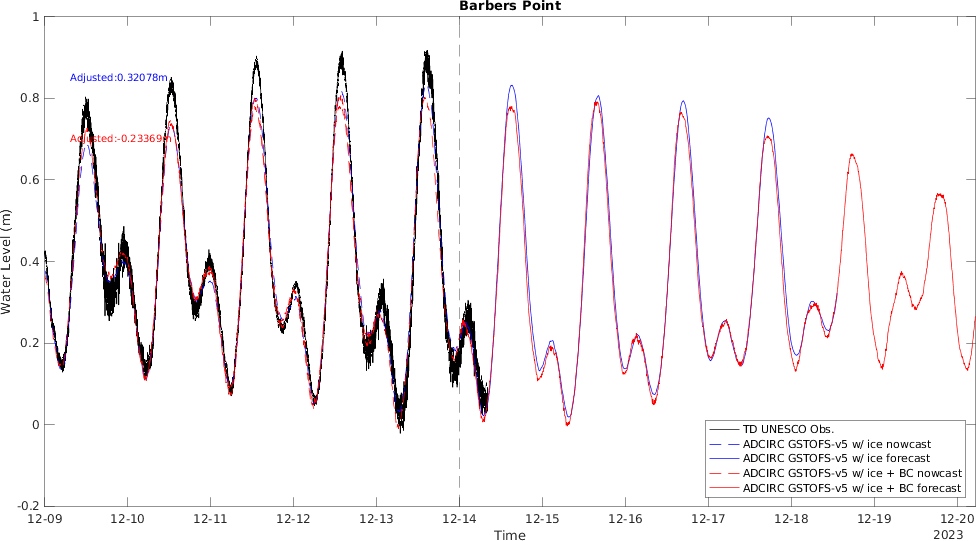 Barbers Point
1
0.8
0.6
0.4
0.2
0
-0.2
Water Level (m)
Adjusted:0.32078m
Adjusted:-0.23369m
TD UNESCO Obs.
ADCIRC GSTOFS-v5 w/ ice nowcast
ADCIRC GSTOFS-v5 w/ ice forecast
ADCIRC GSTOFS-v5 w/ ice + BC nowcast
ADCIRC GSTOFS-v5 w/ ice + BC forecast
12-09 12-10 12-11 12-12 12-13 12-14 12-15 12-16 12-17 12-18 12-19 12-20
Time
2023